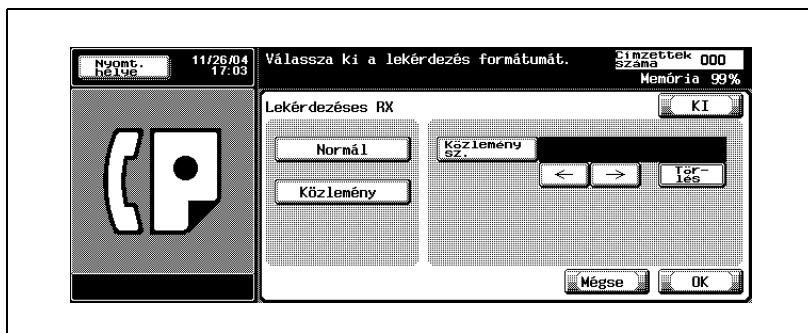 Nyomt.
helye
11/26/04
17:03
Válassza ki a lekérdezés formátumát.
Címzettek
száma
000
Memória 99%
Lekérdezéses RX
KI
Normál
Közlemény
Közlemény
sz.
← →
Tör-
lés
Mégse
OK